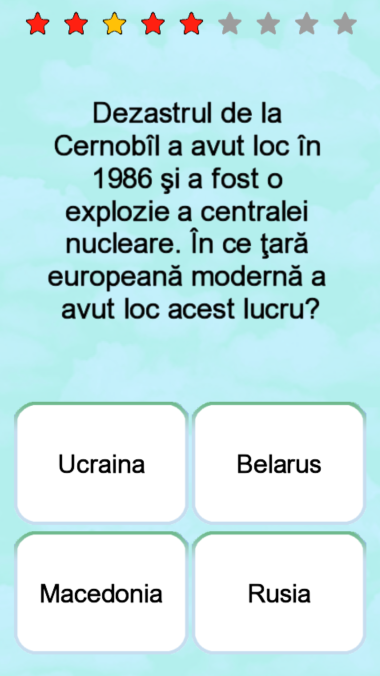 Dezastrul de la
Cernobîl a avut loc în
1986 şi a fost o
explozie a centralei
nucleare. În ce ţară
europeană modernă a
avut loc acest lucru?
Ucraina
Belarus
Macedonia
Rusia